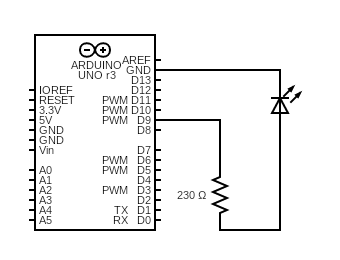 ARDUINO
UNO r3
AREF
GND
D13
D12
IOREF
RESET PWM D11
3.3V PWM D10
5V PWM D9
GND D8
GND
Vin D7
PWM D6
A0 PWM D5
A1 D4
A2 PWM D3
A3 D2
A4 TX D1
A5 RX D0
230 Ω